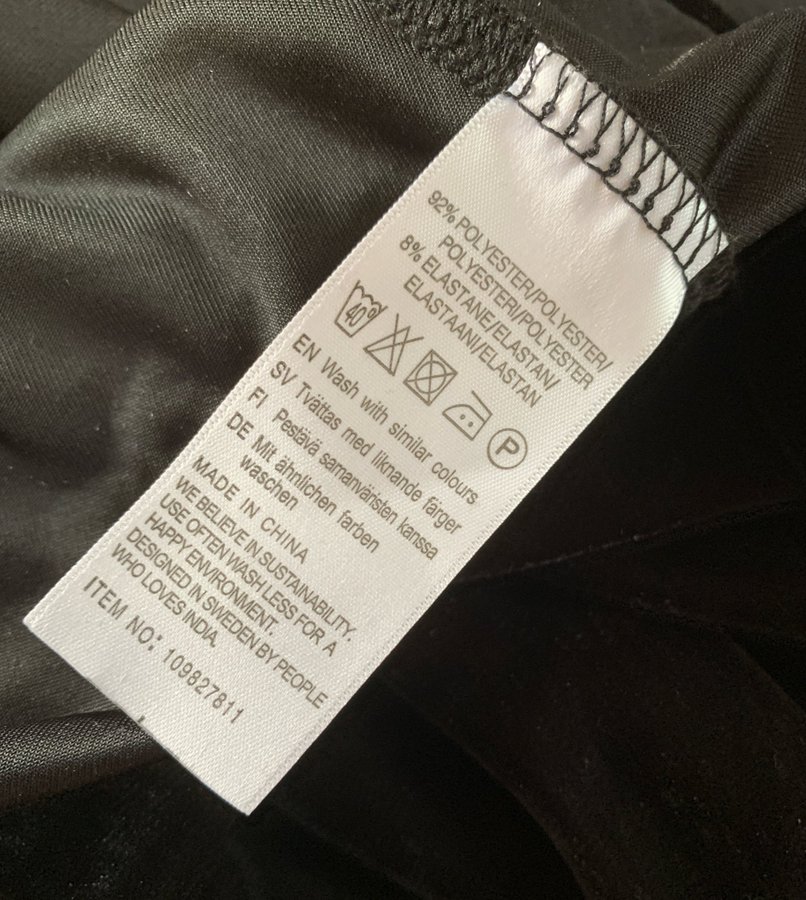 92% POLYESTER/POLYESTER/
POLYESTERI/POLYESTER
8% ELASTANE/ELASTAN/
ELASTAANI/ELASTAN
40° P
EN Wash with similar colours
SV Tvättas med liknande färger
FI Pestävä samanväristen kanssa
DE Mit ähnlichen farben
waschen
MADE IN CHINA
WE BELIEVE IN SUSTAINABILITY.
USE OFTEN WASH LESS FOR A
HAPPY ENVIRONMENT.
DESIGNED IN SWEDEN BY PEOPLE
WHO LOVES INDIA.
ITEM NO: 109827811